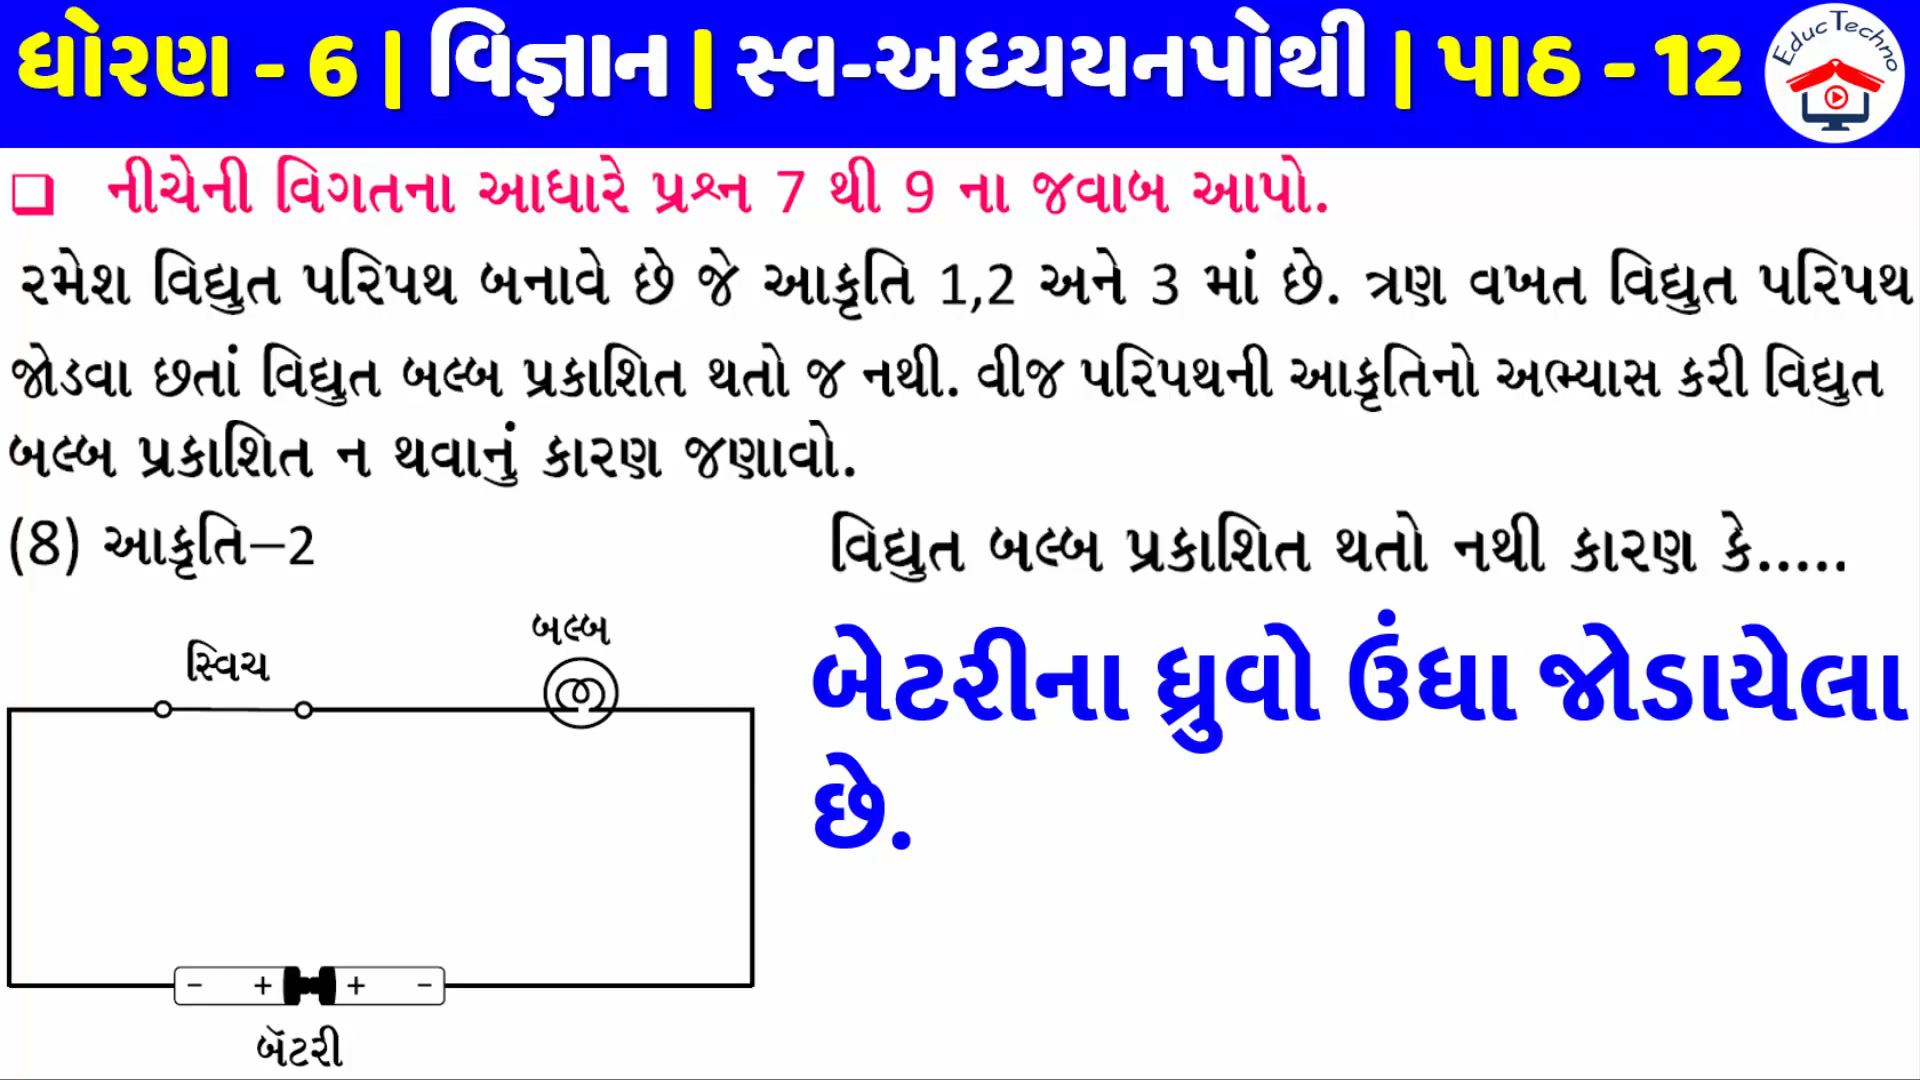 ધોરણ - 6 | વિજ્ઞાન | સ્વ-અધ્યયનપોથી | પાઠ - 12
EducTechno
નીચેની વિગતના આધારે પ્રશ્ન 7 થી 9 ના જવાબ આપો.
રમેશ વિદ્યુત પરિપથ બનાવે છે જે આકૃતિ 1,2 અને 3 માં છે. ત્રણ વખત વિદ્યુત પરિપથ
જોડવા છતાં વિદ્યુત બલ્બ પ્રકાશિત થતો જ નથી. વીજ પરિપથની આકૃતિનો અભ્યાસ કરી વિદ્યુત
બલ્બ પ્રકાશિત ન થવાનું કારણ જણાવો.
(8) આકૃતિ–2
વિદ્યુત બલ્બ પ્રકાશિત થતો નથી કારણ કે.....
બેટરીના ધ્રુવો ઉંધા જોડાયેલા
છે.
બલ્બ
સ્વિચ
− + + −
બૅટરી